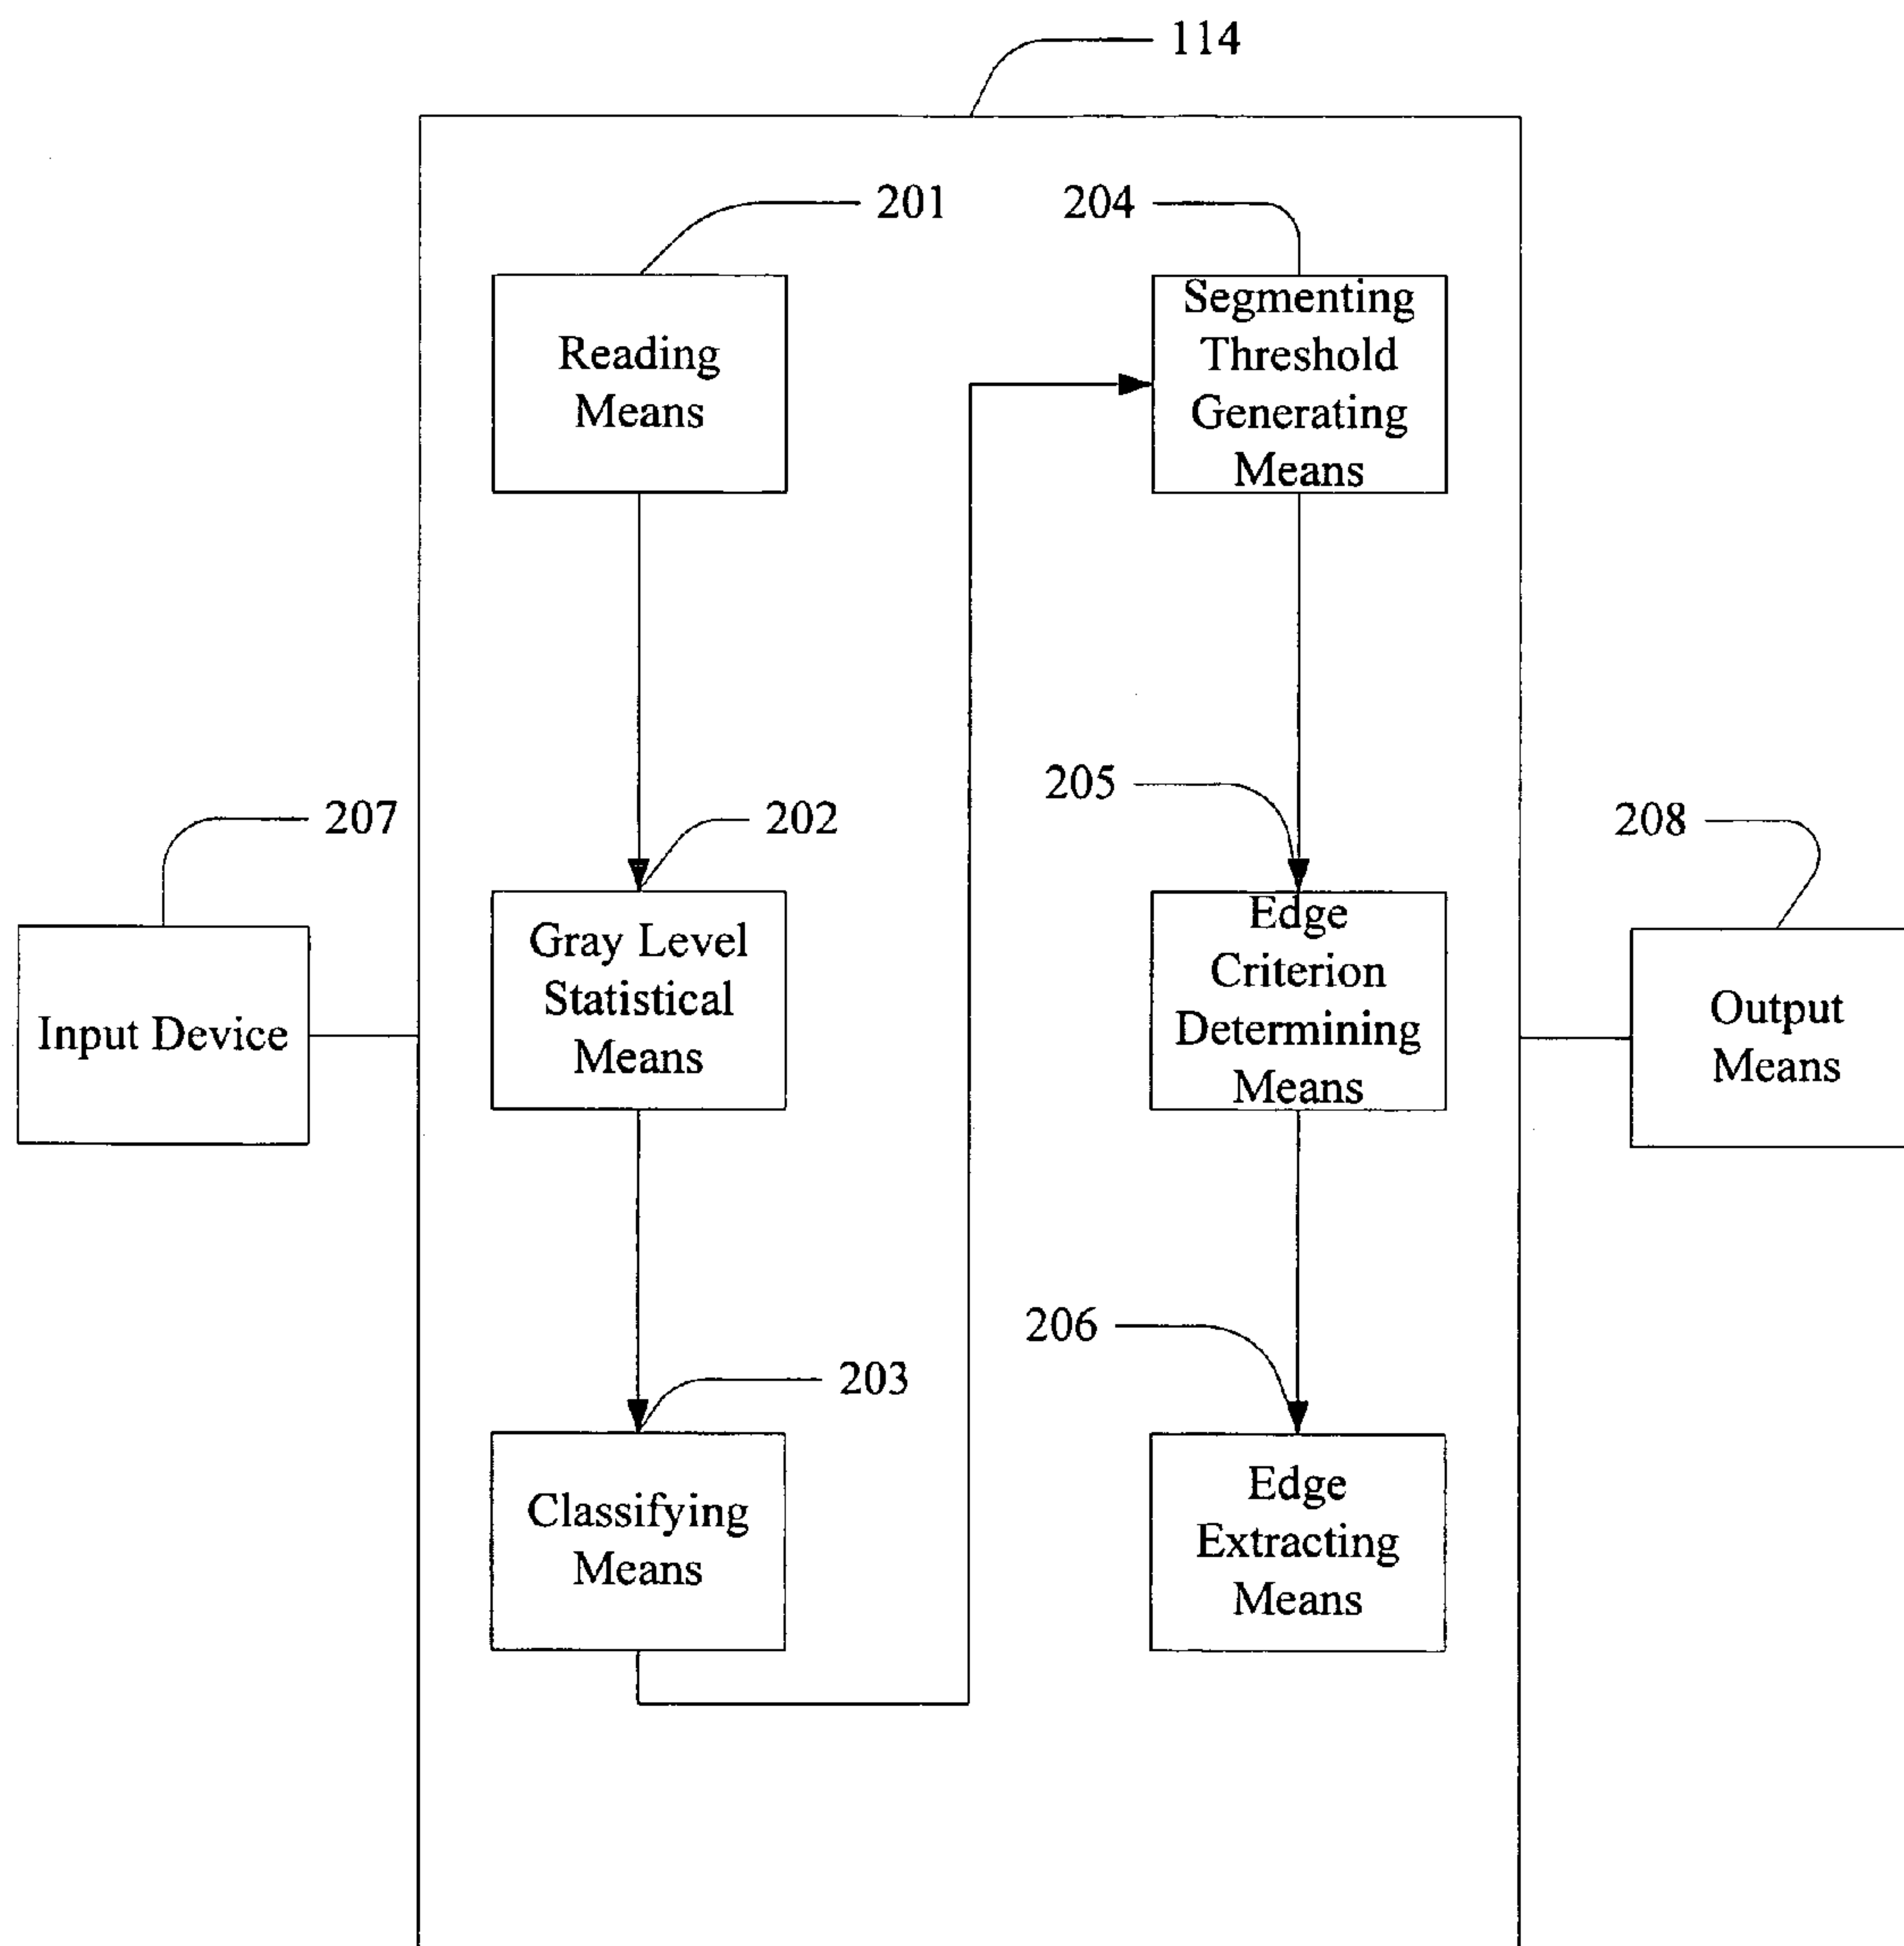 114
201
204
Reading
Means
Segmenting
Threshold
Generating
Means
207
202
205
208
Input Device
Gray Level
Statistical
Means
Edge
Criterion
Determining
Means
Output
Means
203
206
Classifying
Means
Edge
Extracting
Means